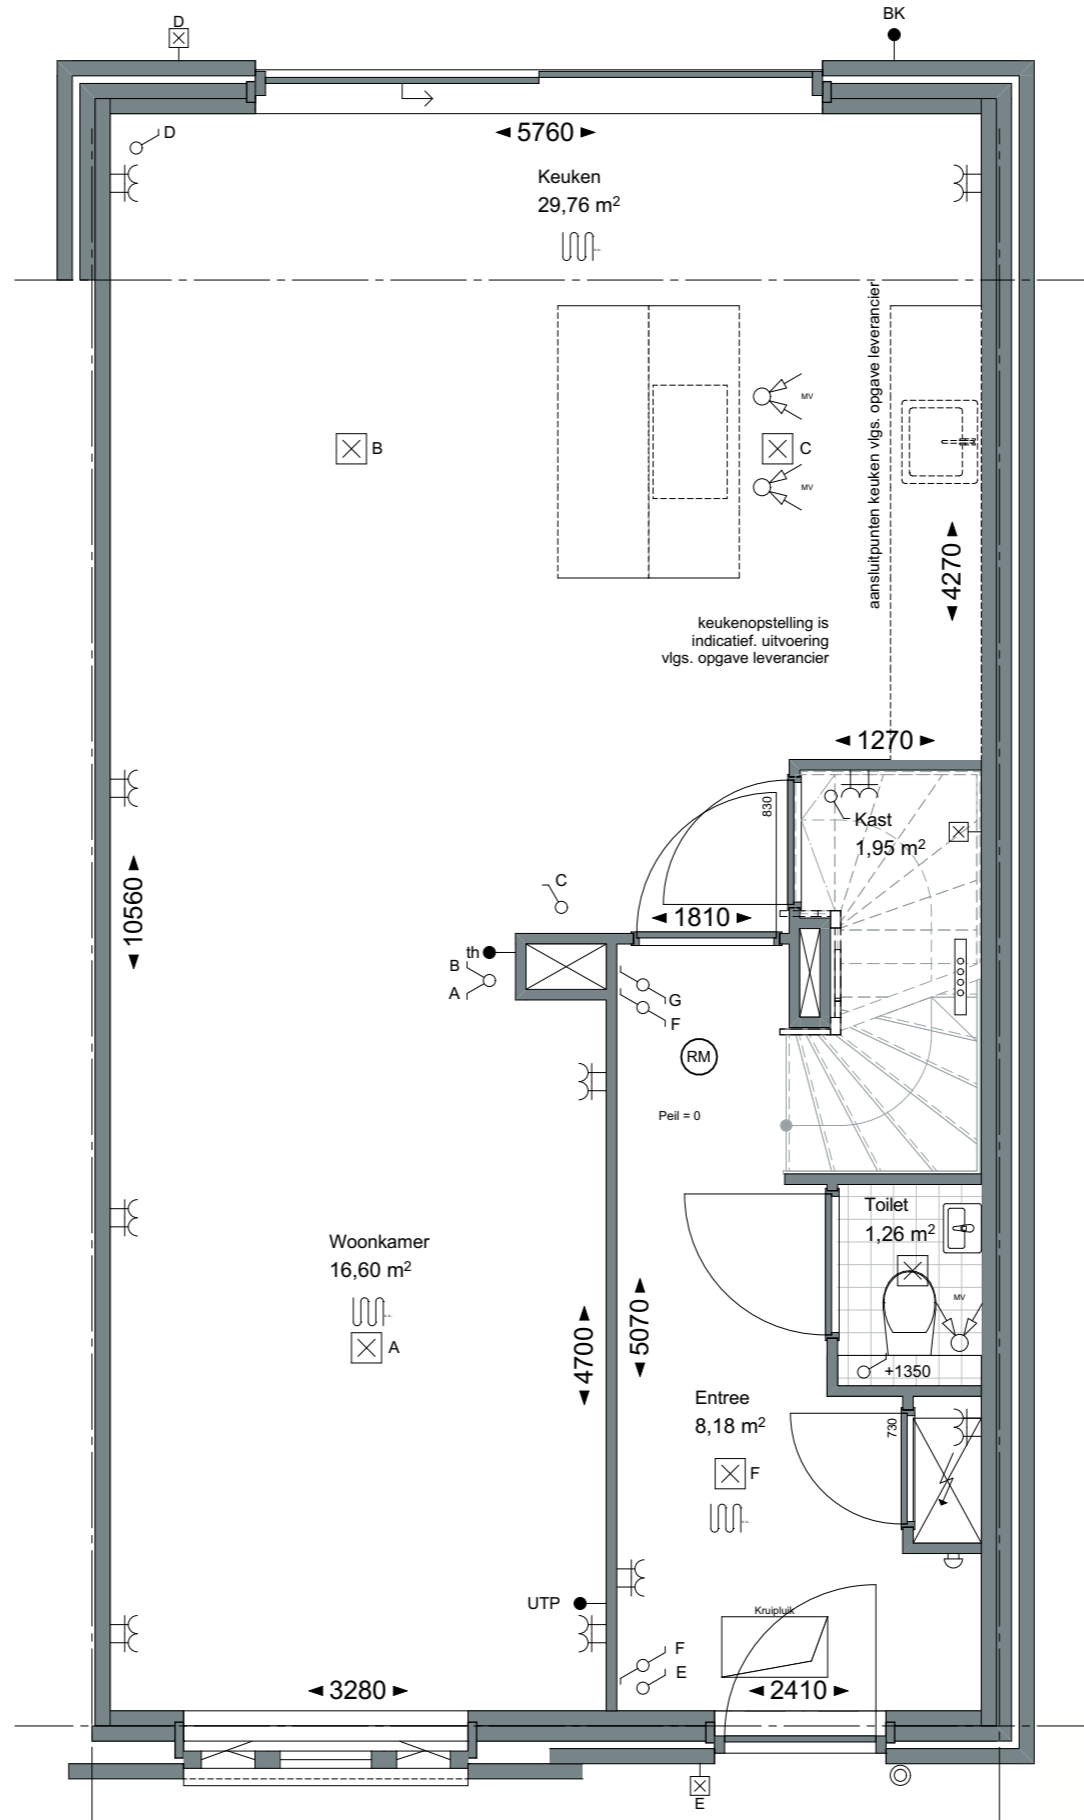 D
BK
5760
D
Keuken
29,76 m²
aansluitpunten keuken vlgs. opgave leverancier
MV
B
C
MV
4270
keukenopstelling is
indicatief. uitvoering
vlgs. opgave leverancier
1270
830
Kast
1,95 m²
10560
C
1810
th
B
A
G
F
RM
Peil = 0
Toilet
1,26 m²
Woonkamer
16,60 m²
MV
A
4700
5070
+1350
Entree
8,18 m²
730
F
UTP
Kruipluik
F
E
3280
2410
E